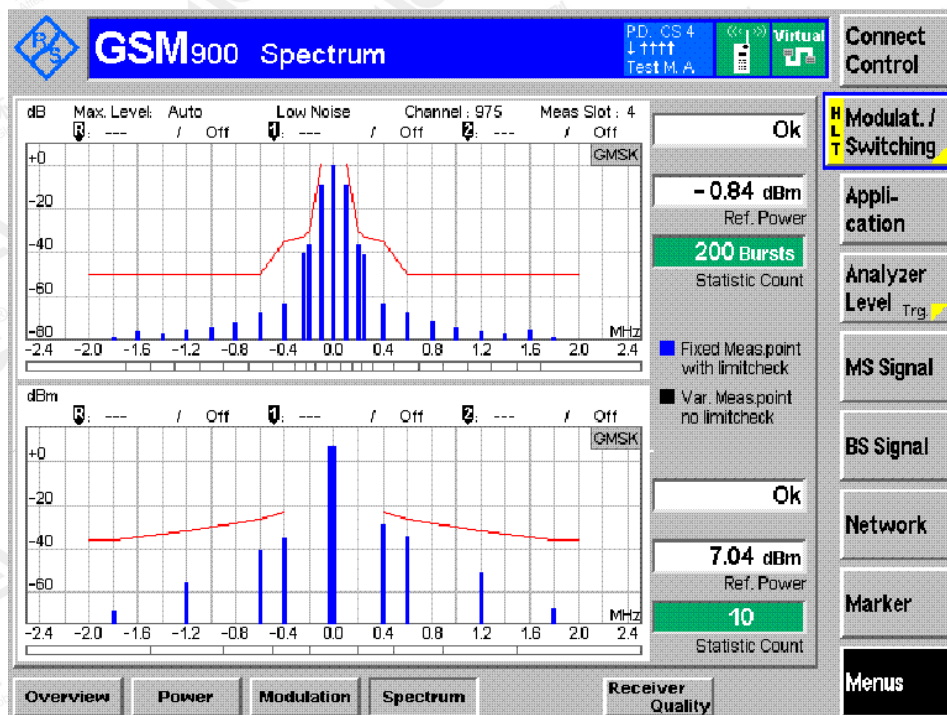 R/S
GSM900 Spectrum
P.D. CS 4
↓↑↑↑↑
Test M. A
Virtual
Connect Control
dB Max. Level: Auto Low Noise Channel : 975 Meas Slot : 4
R: --- / Off 1: --- / Off 2: --- / Off
GMSK
+0
-20
-40
-60
-80
MHz
-2.4 -2.0 -1.6 -1.2 -0.8 -0.4 0.0 0.4 0.8 1.2 1.6 2.0 2.4
Ok
- 0.84 dBm
Ref. Power
200 Bursts
Statistic Count
Fixed Meas.point
with limitcheck
Var. Meas.point
no limitcheck
dBm
R: --- / Off 1: --- / Off 2: --- / Off
GMSK
+0
-20
-40
-60
MHz
-2.4 -2.0 -1.6 -1.2 -0.8 -0.4 0.0 0.4 0.8 1.2 1.6 2.0 2.4
Ok
7.04 dBm
Ref. Power
10
Statistic Count
HLT
Modulat. /
Switching
Appli-
cation
Analyzer
Level Trg.
MS Signal
BS Signal
Network
Marker
Menus
Overview Power Modulation Spectrum Receiver
Quality